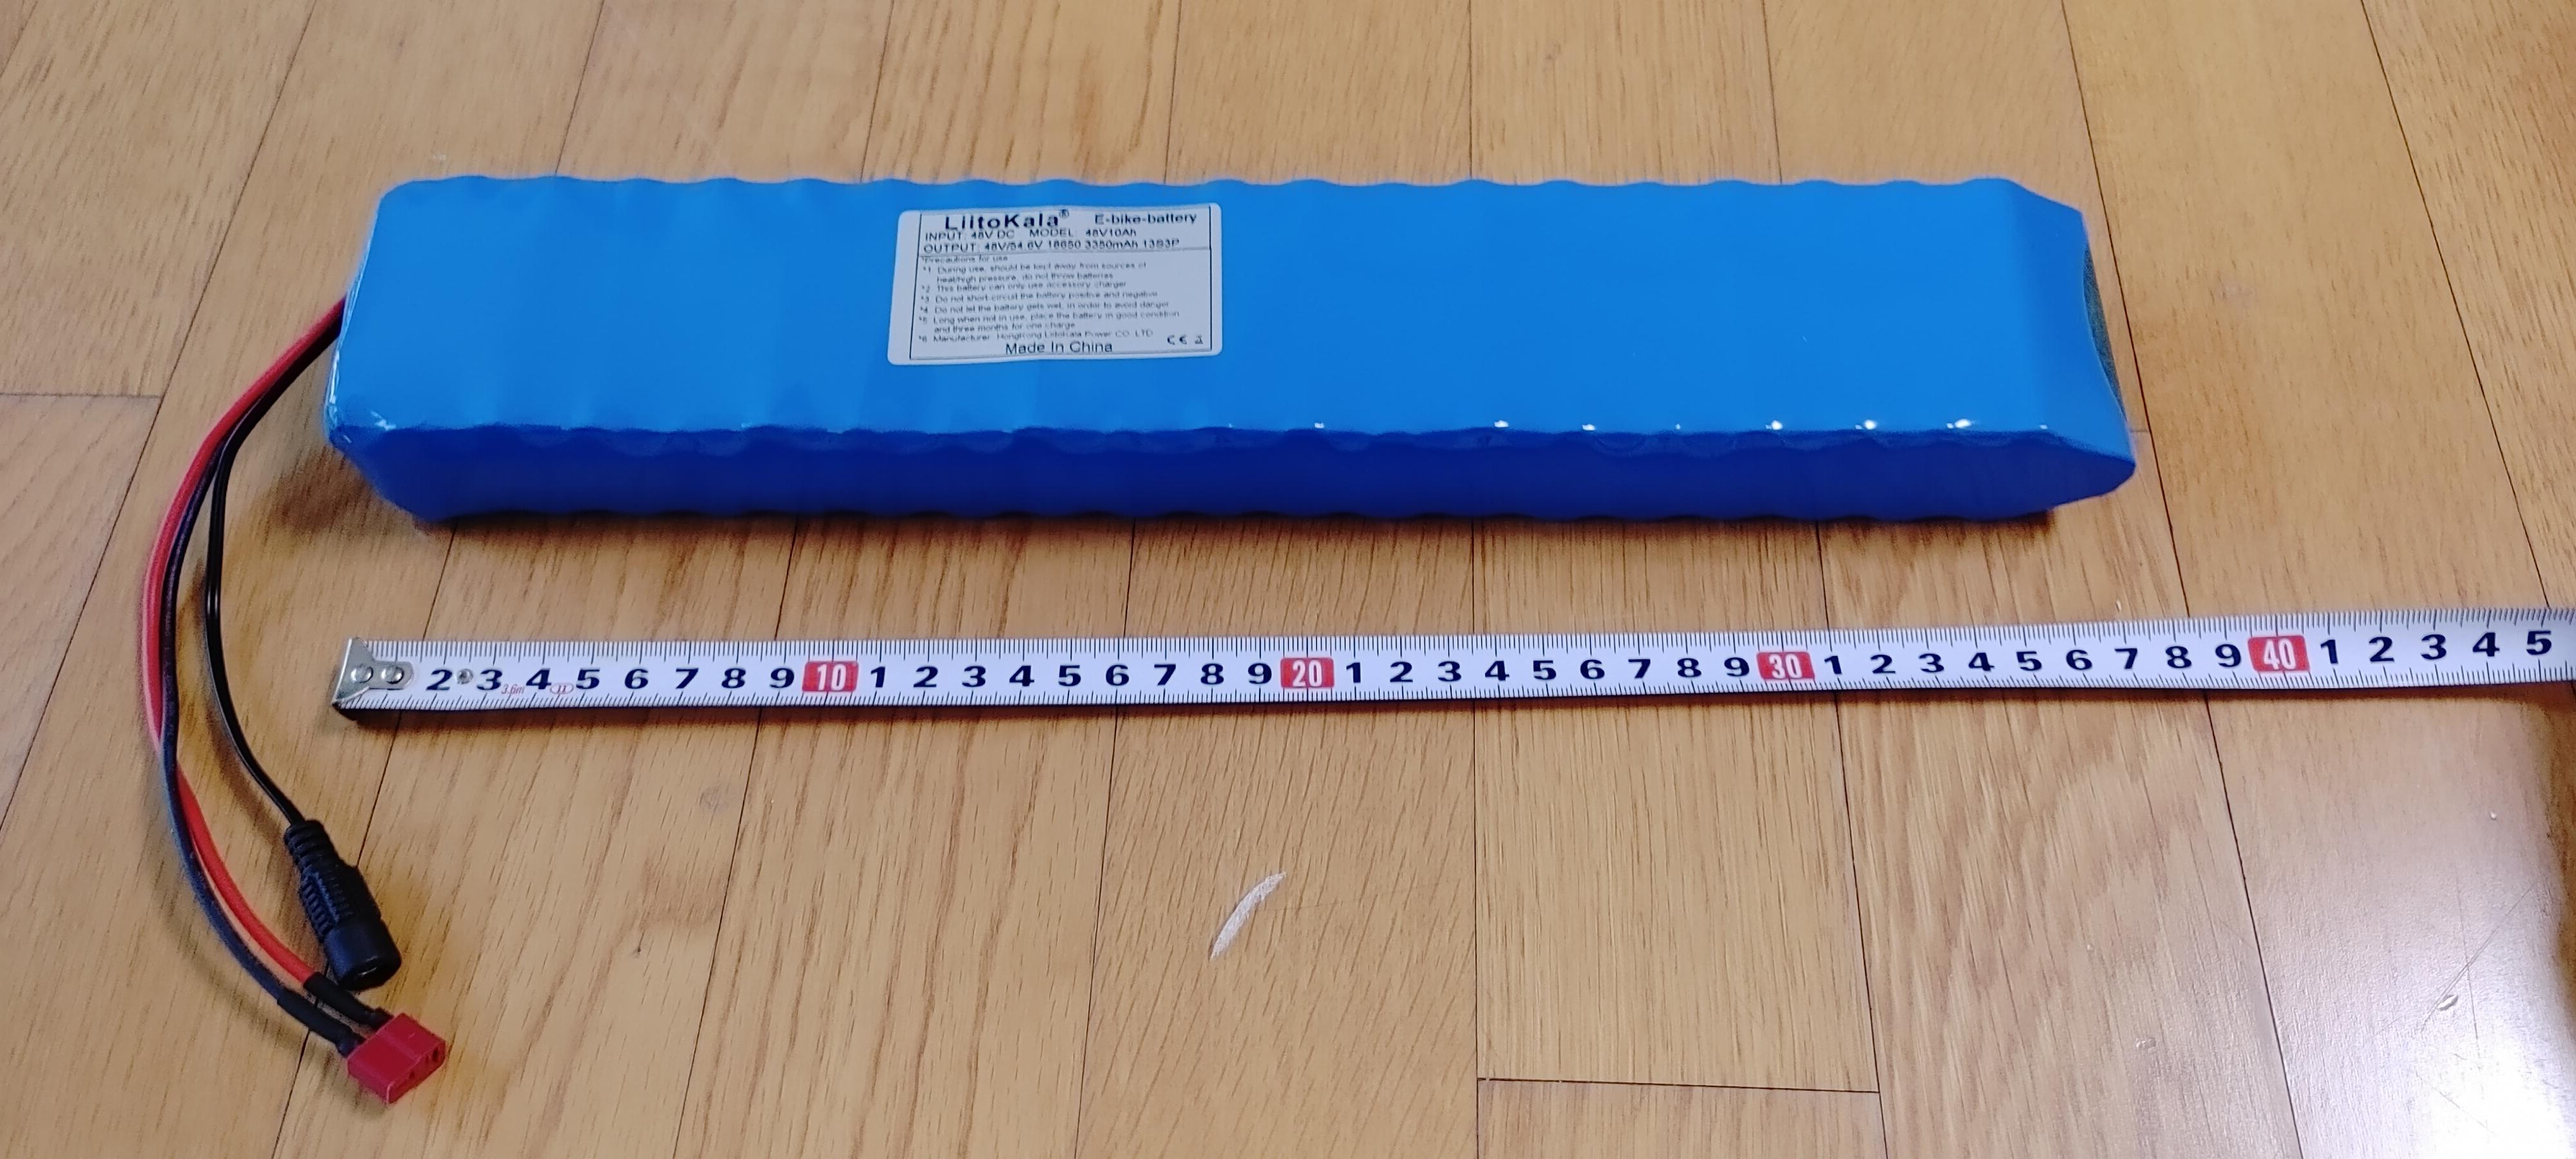 LiitoKala® E-bike-battery
INPUT: 48V DC MODEL: 48V10Ah
OUTPUT: 48V/54.6V 18650 3350mAh 13S3P
*Precautions for use
*1. During use, should be kept away from sources of
heat/high pressure, do not throw batteries
*2. This battery can only use accessory charger
*3. Do not short-circuit the battery positive and negative
*4. Do not let the battery gets wet, in order to avoid danger
*5. Long when not in use, place the battery in good condition
and three months for one charge
*6. Manufacturer: HongKong LiitoKala Power CO. LTD
Made In China CE
2 3 4 5 6 7 8 9 10 1 2 3 4 5 6 7 8 9 20 1 2 3 4 5 6 7 8 9 30 1 2 3 4 5 6 7 8 9 40 1 2 3 4 5
3.6m